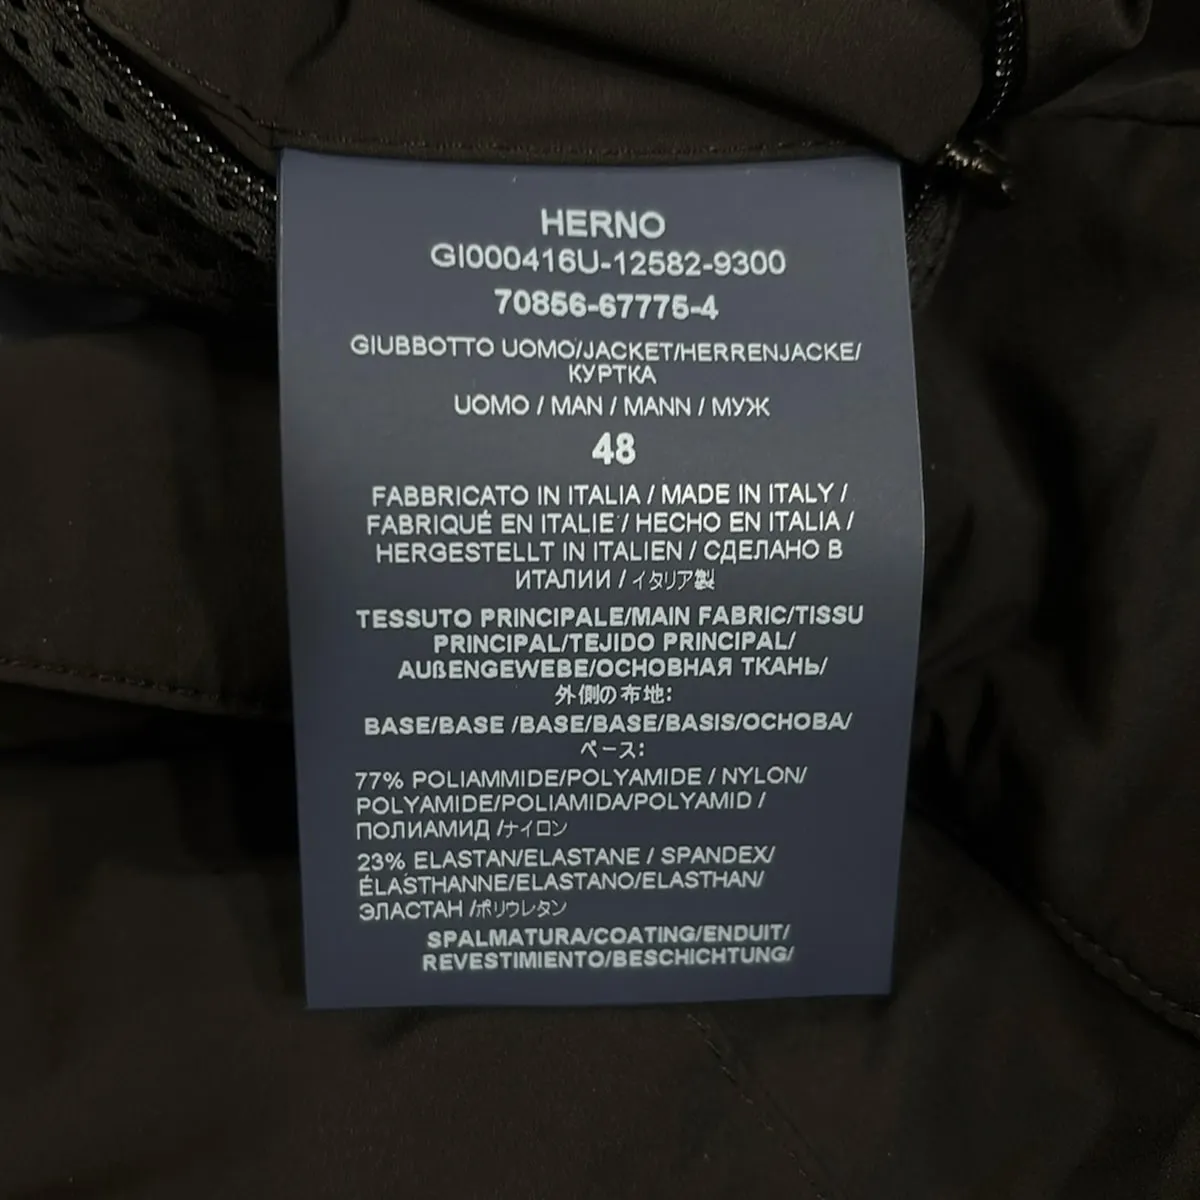 HERNO
GI000416U-12582-9300
70856-67775-4
GIUBBOTTO UOMO/JACKET/HERRENJACKE/
КУРТКА
UOMO / MAN / MANN / МУЖ
48
FABBRICATO IN ITALIA / MADE IN ITALY /
FABRIQUÉ EN ITALIE / HECHO EN ITALIA /
HERGESTELLT IN ITALIEN / СДЕЛАНО В
ИТАЛИИ / イタリア製
TESSUTO PRINCIPALE/MAIN FABRIC/TISSU
PRINCIPAL/TEJIDO PRINCIPAL/
AUßENGEWEBE/ОСНОВНАЯ ТКАНЬ/
外側の布地:
BASE/BASE /BASE/BASE/BASIS/ОСНОВА/
ベース:
77% POLIAMMIDE/POLYAMIDE / NYLON/
POLYAMIDE/POLIAMIDA/POLYAMID /
ПОЛИАМИД /ナイロン
23% ELASTAN/ELASTANE / SPANDEX/
ÉLASTHANNE/ELASTANO/ELASTHAN/
ЭЛАСТАН /ポリウレタン
SPALMATURA/COATING/ENDUIT/
REVESTIMIENTO/BESCHICHTUNG/